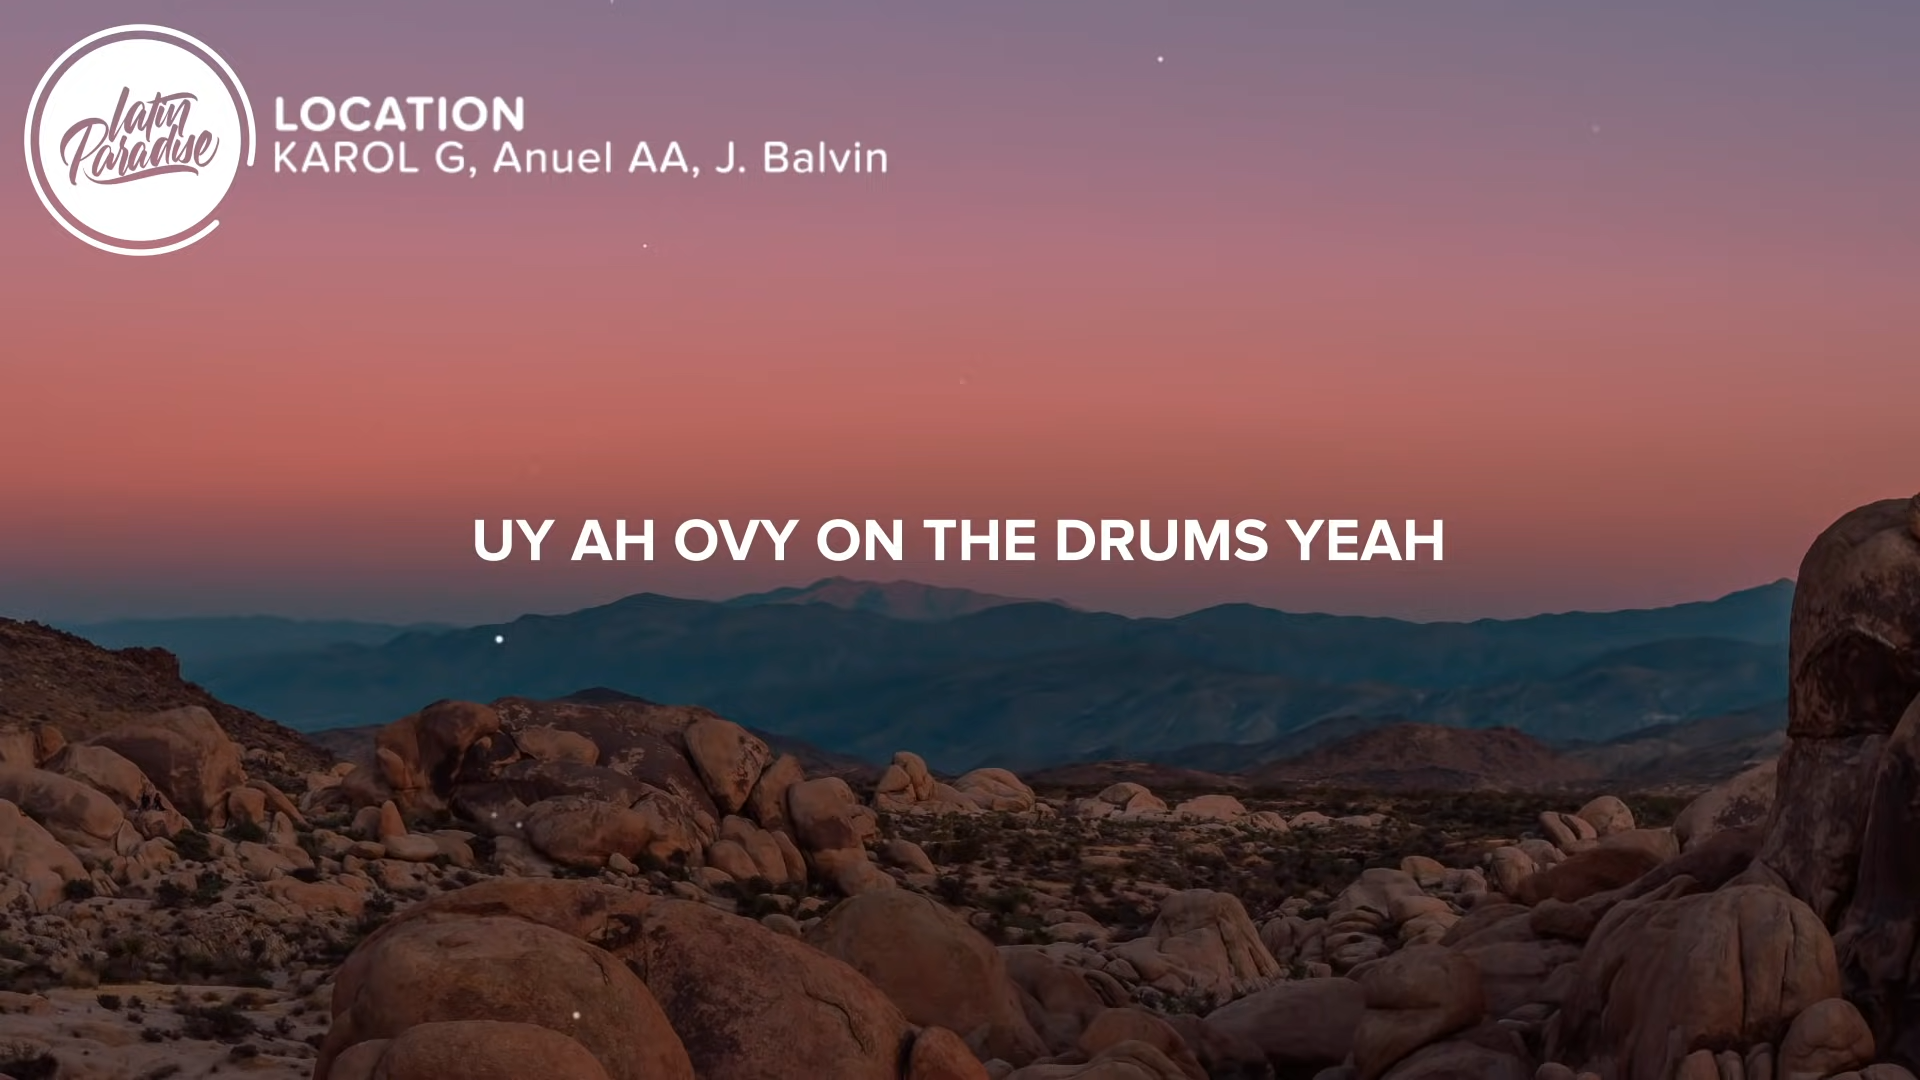 latin
Paradise
LOCATION
KAROL G, Anuel AA, J. Balvin
UY AH OVY ON THE DRUMS YEAH